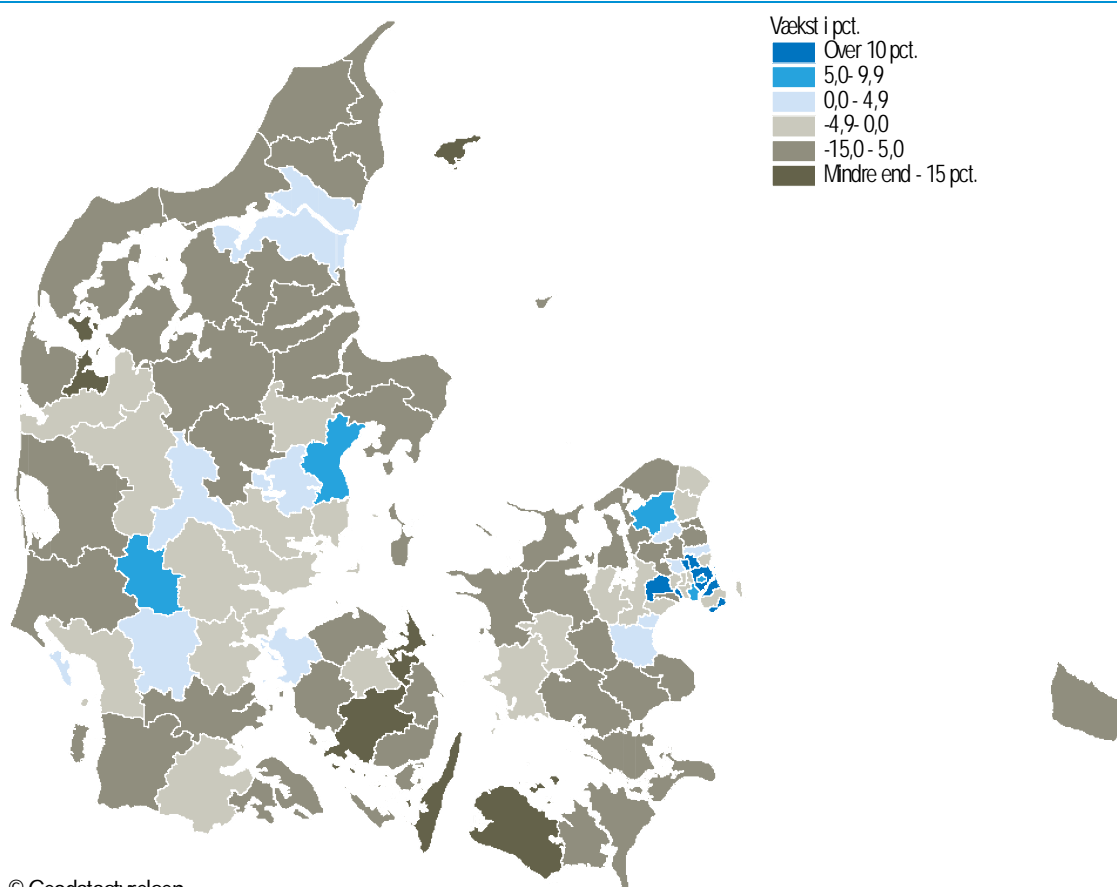 Vækst i pct.
Over 10 pct.
5,0- 9,9
0,0 - 4,9
-4,9- 0,0
-15,0 - 5,0
Mindre end - 15 pct.
© Geodatastyrelsen